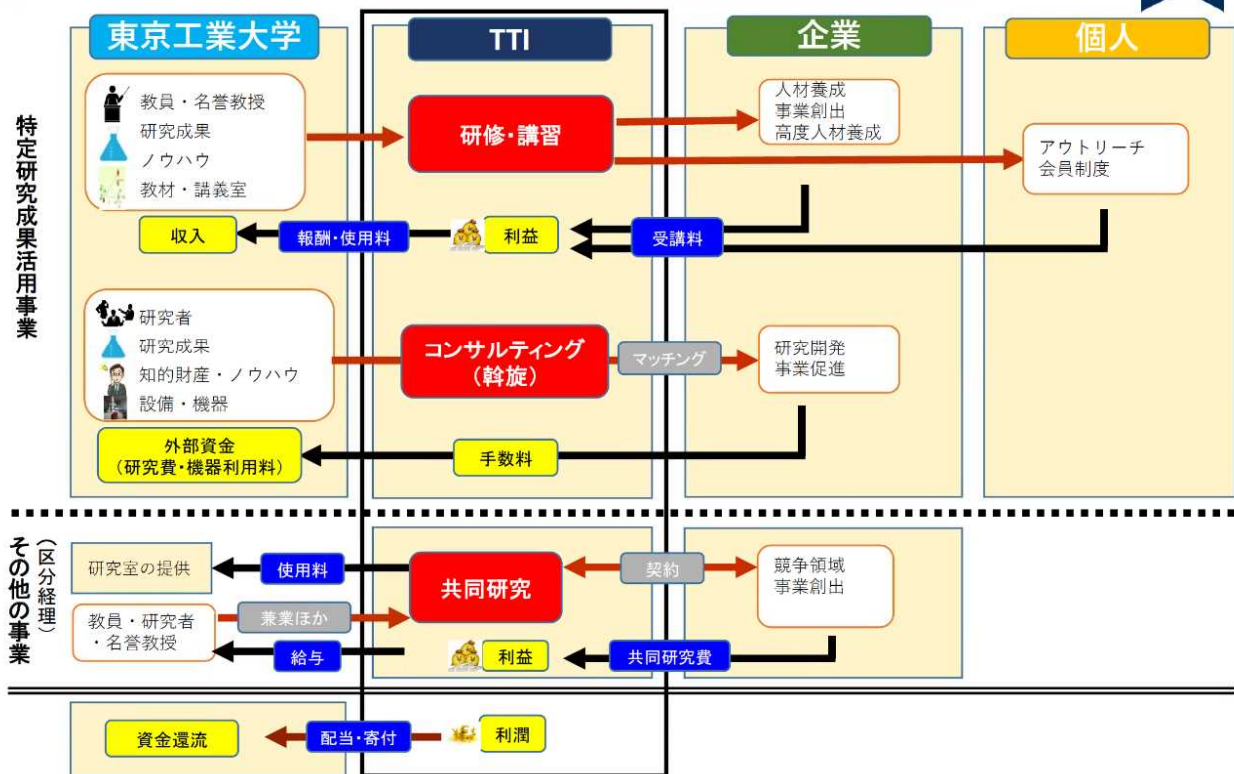 東京工業大学
TTI
企業
個人
特定研究成果活用事業
教員・名誉教授
研究成果
ノウハウ
教材・講義室
研修・講習
人材養成
事業創出
高度人材養成
アウトリーチ
会員制度
収入
報酬・使用料
利益
受講料
研究者
研究成果
知的財産・ノウハウ
設備・機器
コンサルティング
(斡旋)
マッチング
研究開発
事業促進
外部資金
(研究費・機器利用料)
手数料
その他の事業
(区分経理)
研究室の提供
使用料
共同研究
契約
競争領域
事業創出
教員・研究者
・名誉教授
兼業ほか
給与
利益
共同研究費
資金還流
配当・寄付
利潤